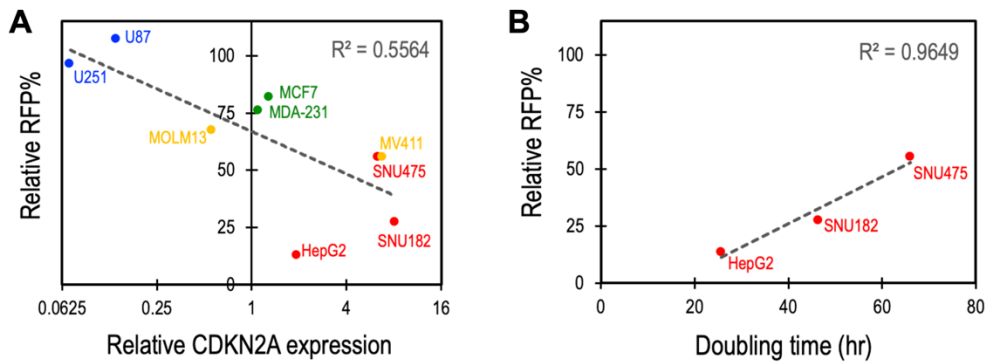 A
Relative RFP%
R² = 0.5564
U87
U251
100
MCF7
MDA-231
75
MOLM13
MV411
50
SNU475
25
SNU182
HepG2
0
0.0625
0.25
1
4
16
Relative CDKN2A expression
B
Relative RFP%
R² = 0.9649
100
75
50
SNU475
25
SNU182
HepG2
0
0
20
40
60
80
Doubling time (hr)